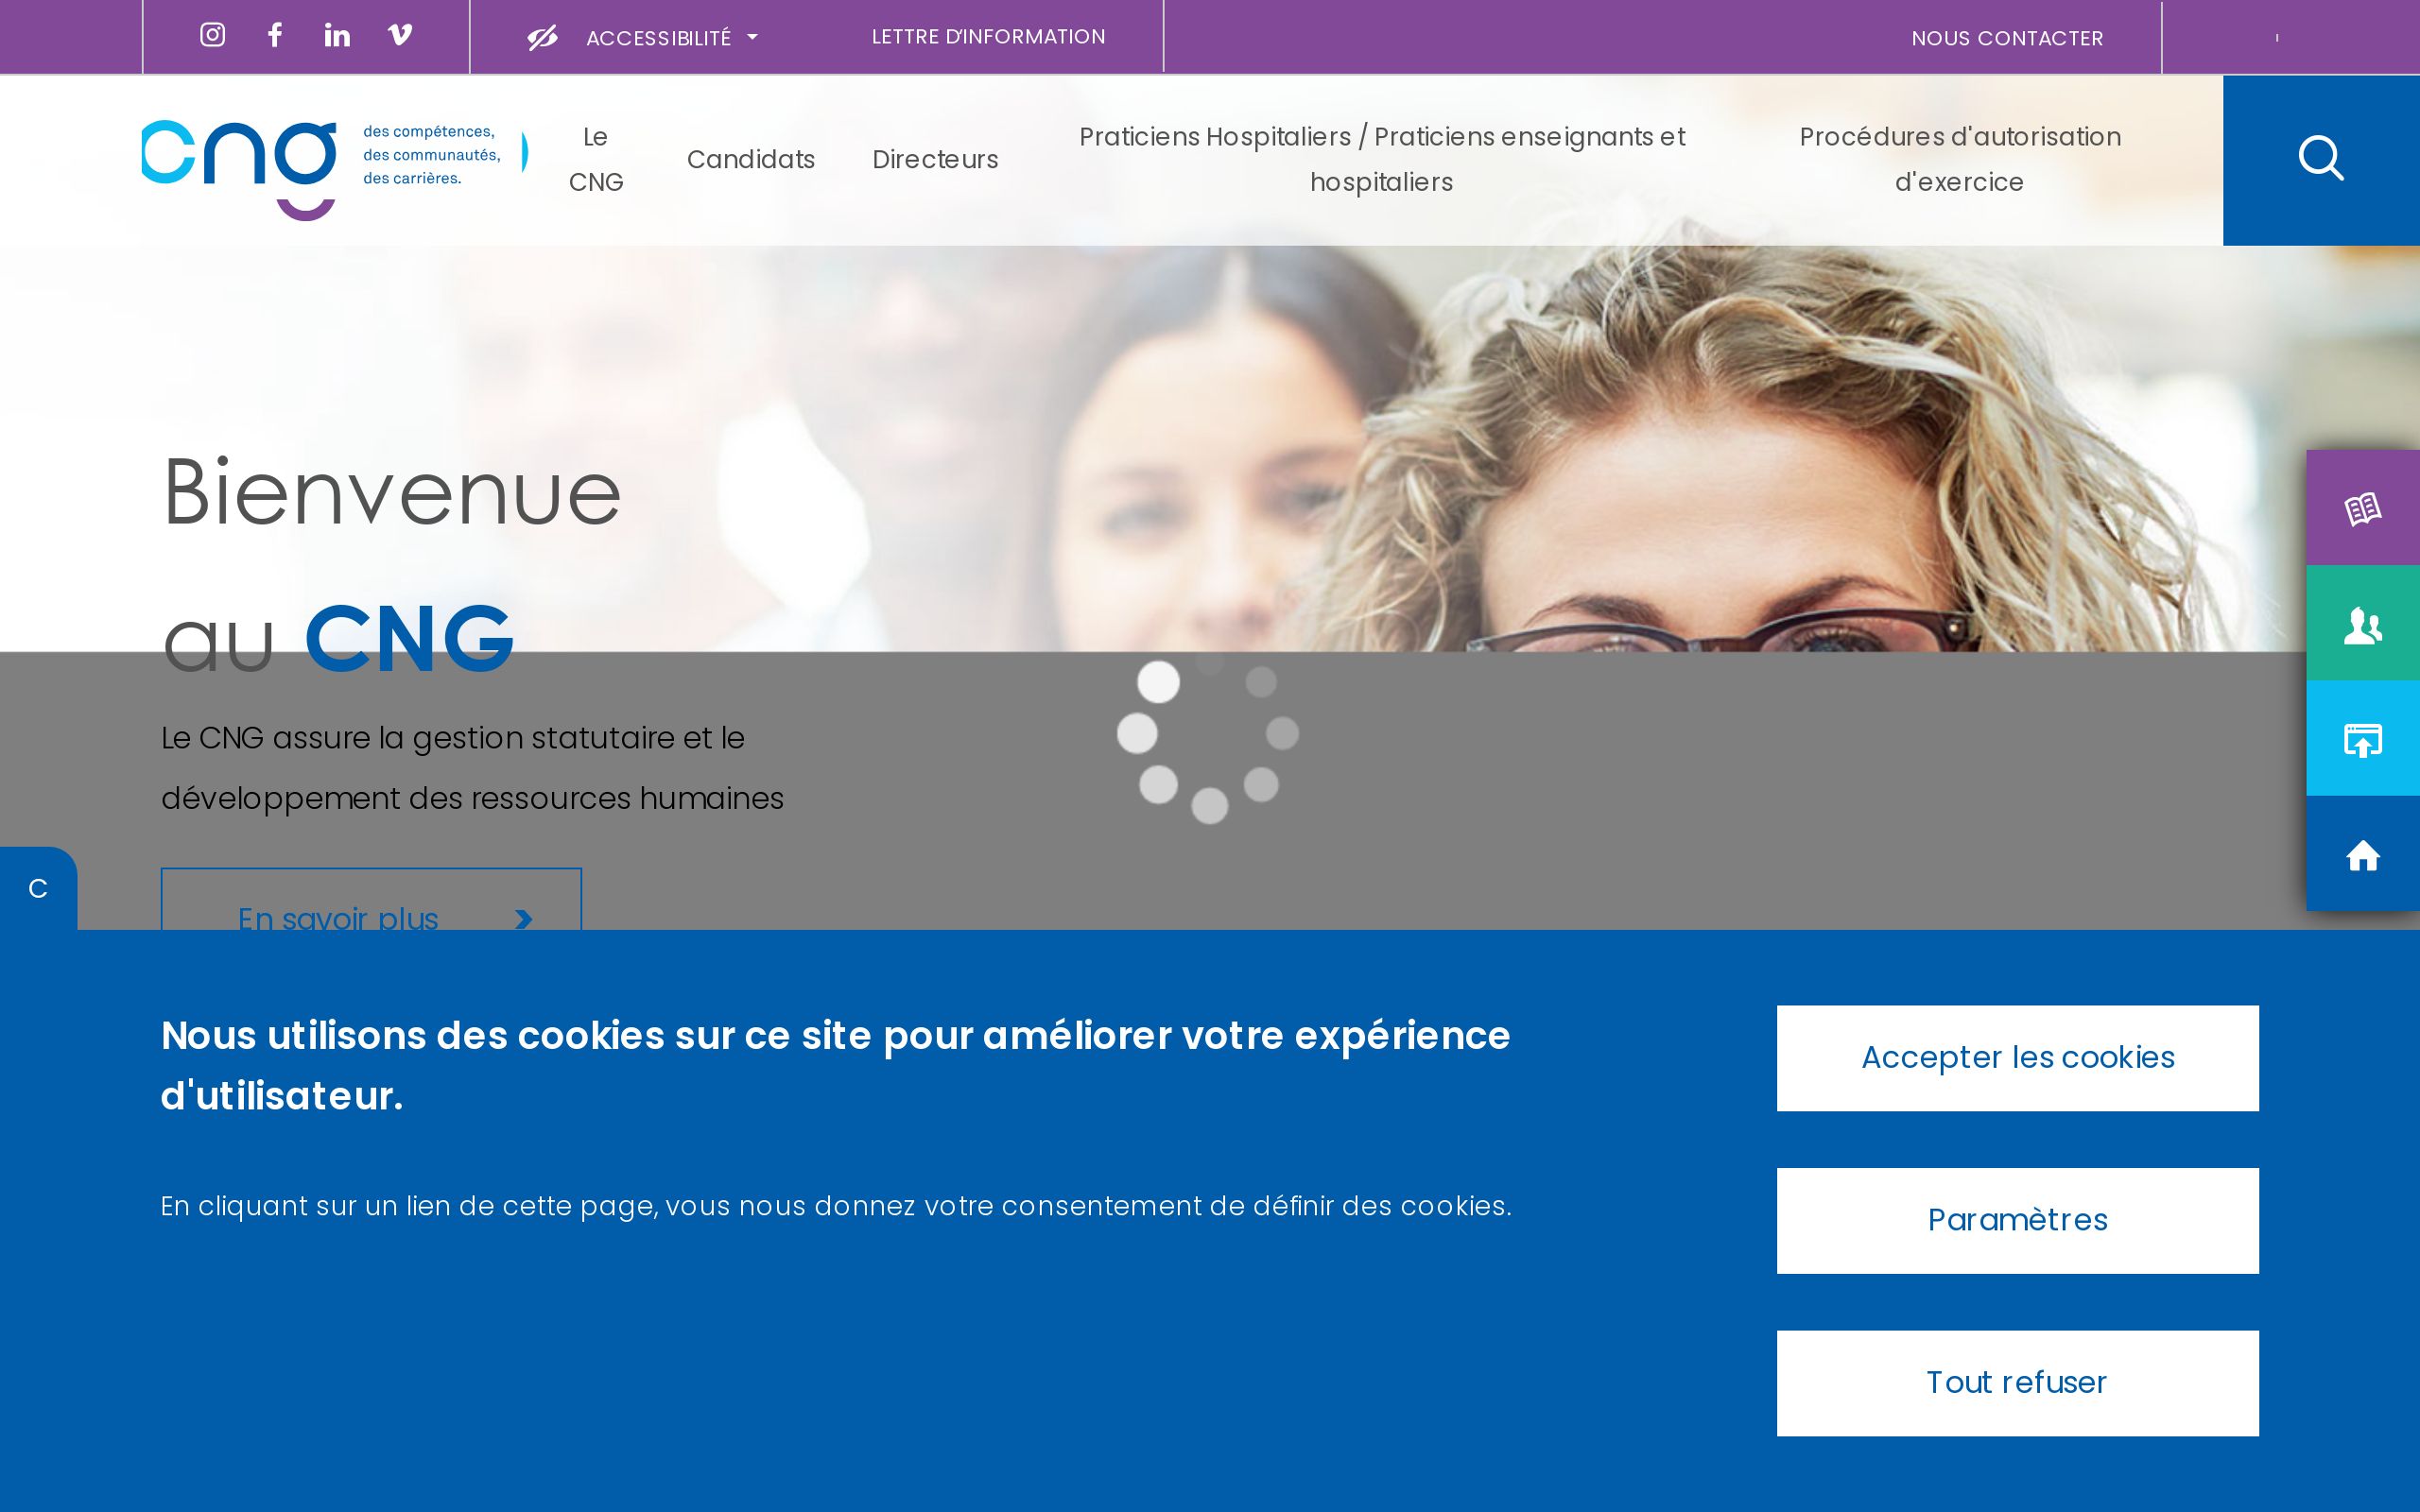 ACCESSIBILITÉ
LETTRE D'INFORMATION
NOUS CONTACTER
cng
des compétences,
des communautés,
des carrières.
Le
CNG
Candidats
Directeurs
Praticiens Hospitaliers / Praticiens enseignants et
hospitaliers
Procédures d'autorisation
d'exercice
Bienvenue
au CNG
Le CNG assure la gestion statutaire et le
développement des ressources humaines
C
En savoir plus
Nous utilisons des cookies sur ce site pour améliorer votre expérience
d'utilisateur.
En cliquant sur un lien de cette page, vous nous donnez votre consentement de définir des cookies.
Accepter les cookies
Paramètres
Tout refuser